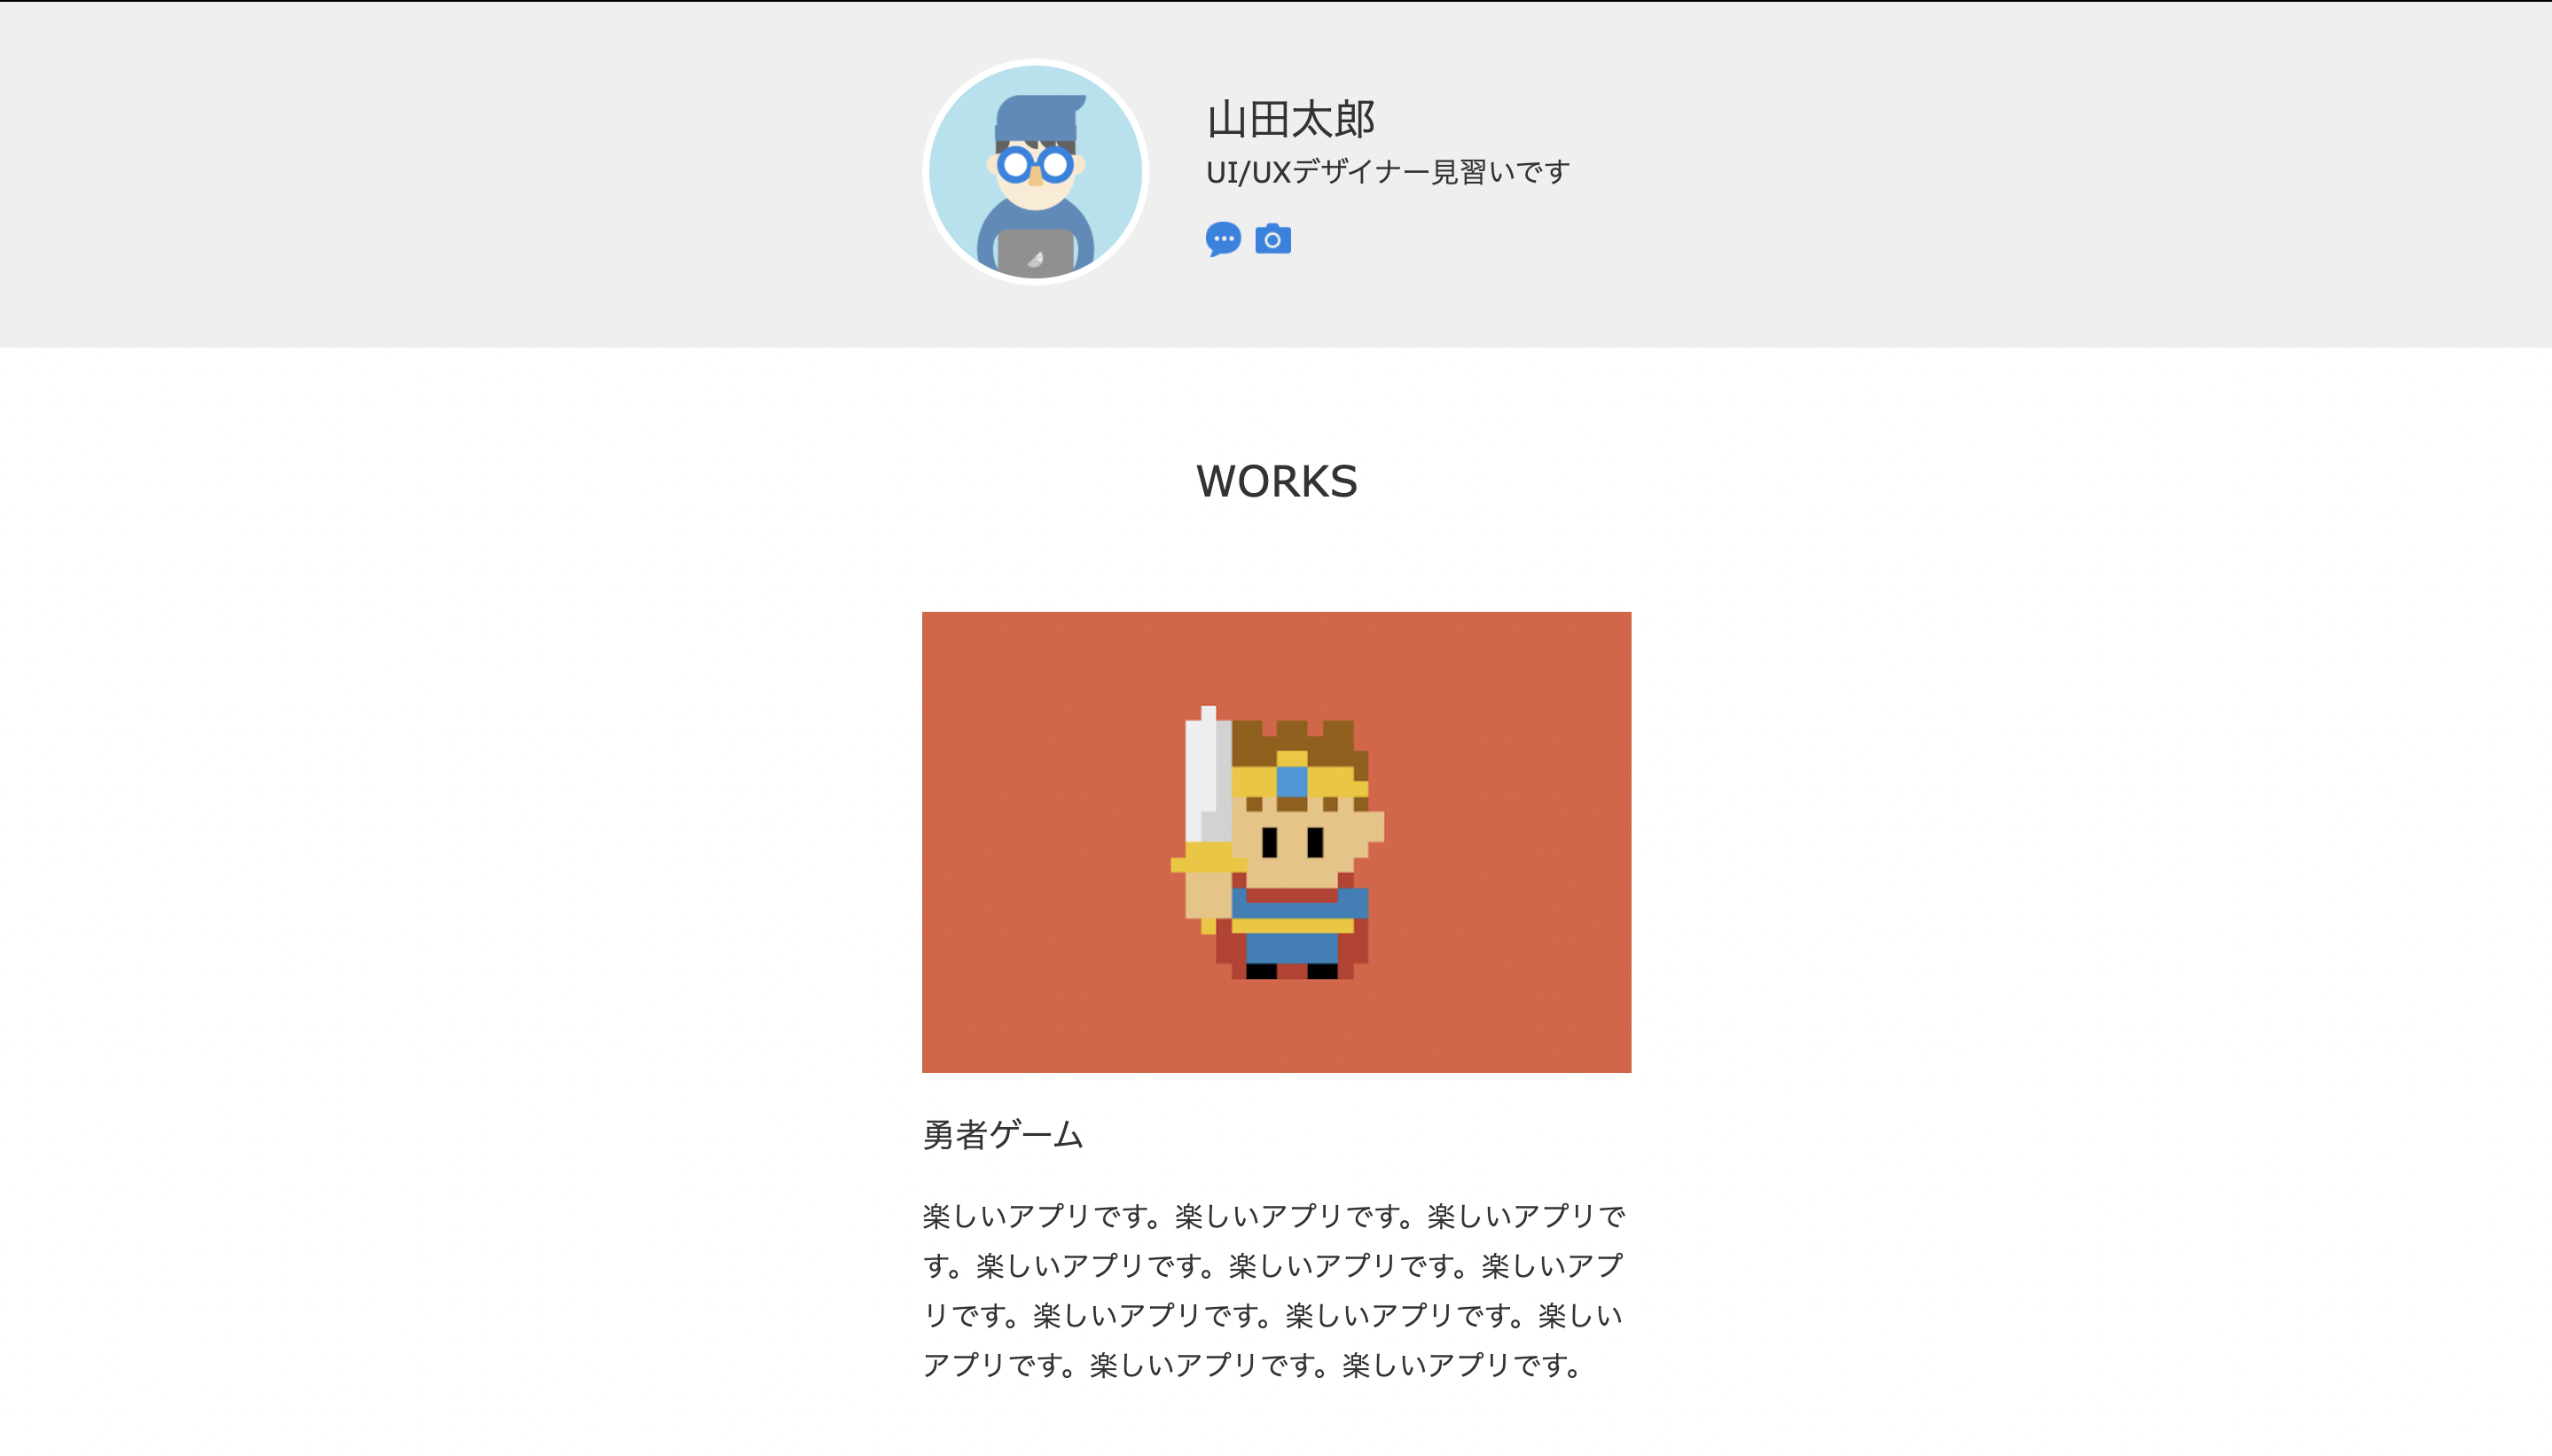 山田太郎
UI/UXデザイナー見習いです
WORKS
勇者ゲーム
楽しいアプリです。楽しいアプリです。楽しいアプリで
す。楽しいアプリです。楽しいアプリです。楽しいアプ
リです。楽しいアプリです。楽しいアプリです。楽しい
アプリです。楽しいアプリです。楽しいアプリです。